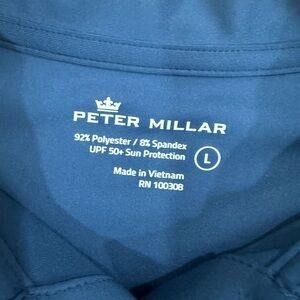 PETER MILLAR
92% Polyester / 8% Spandex
UPF 50+ Sun Protection
L
Made in Vietnam
RN 100308